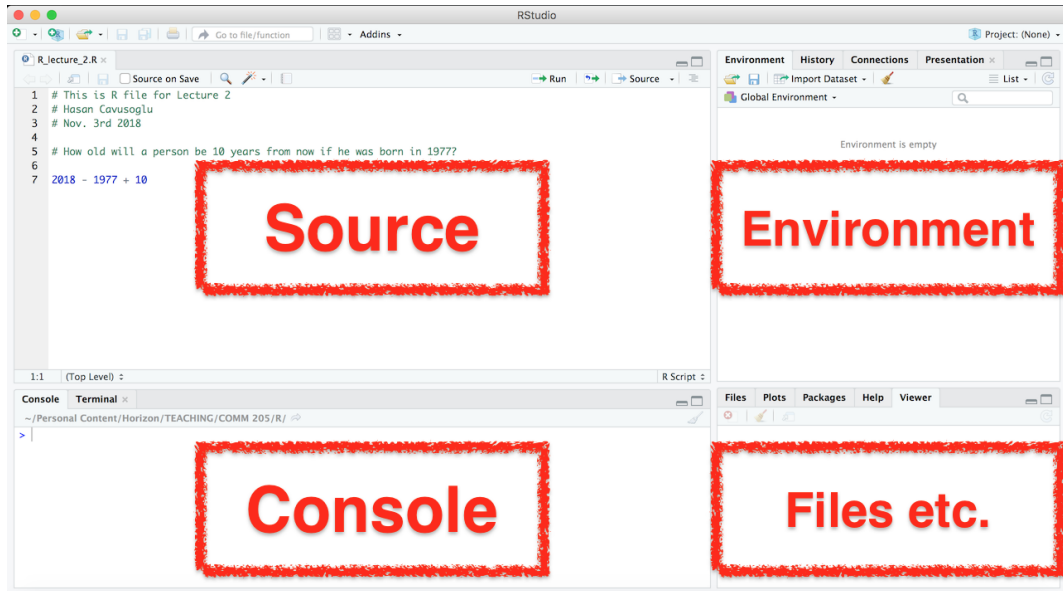 RStudio
Go to file/function
Addins
Project: (None)
R_lecture_2.R
Source on Save
Run
Source
1 # This is R file for Lecture 2
2 # Hasan Cavusoglu
3 # Nov. 3rd 2018
4
5 # How old will a person be 10 years from now if he was born in 1977?
6
7 2018 - 1977 + 10
Source
1:1 (Top Level)
R Script
Environment History Connections Presentation
Import Dataset
List
Global Environment
Environment is empty
Environment
Console Terminal
~/Personal Content/Horizon/TEACHING/COMM 205/R/
>
Console
Files Plots Packages Help Viewer
Files etc.